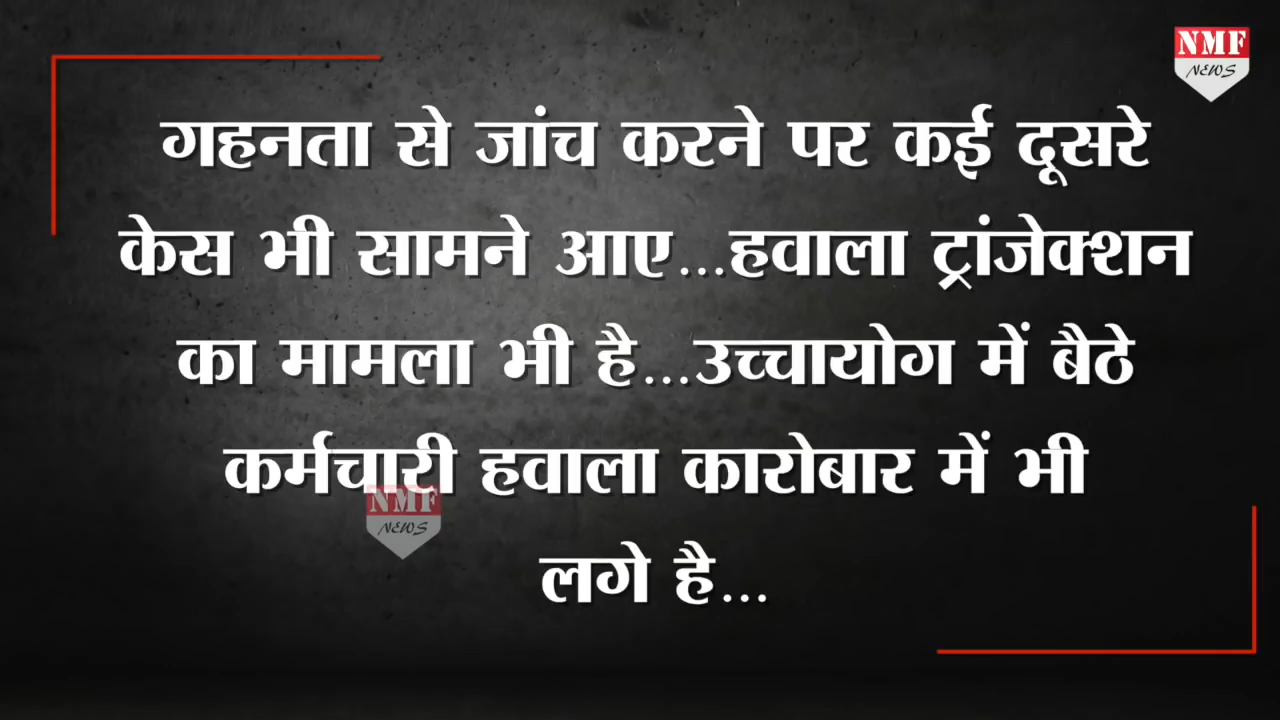 NMF
NEWS
गहनता से जांच करने पर कई दूसरे
केस भी सामने आए...हवाला ट्रांजेक्शन
का मामला भी है...उच्चायोग में बैठे
कर्मचारी हवाला कारोबार में भी
NMF
NEWS
लगे है...